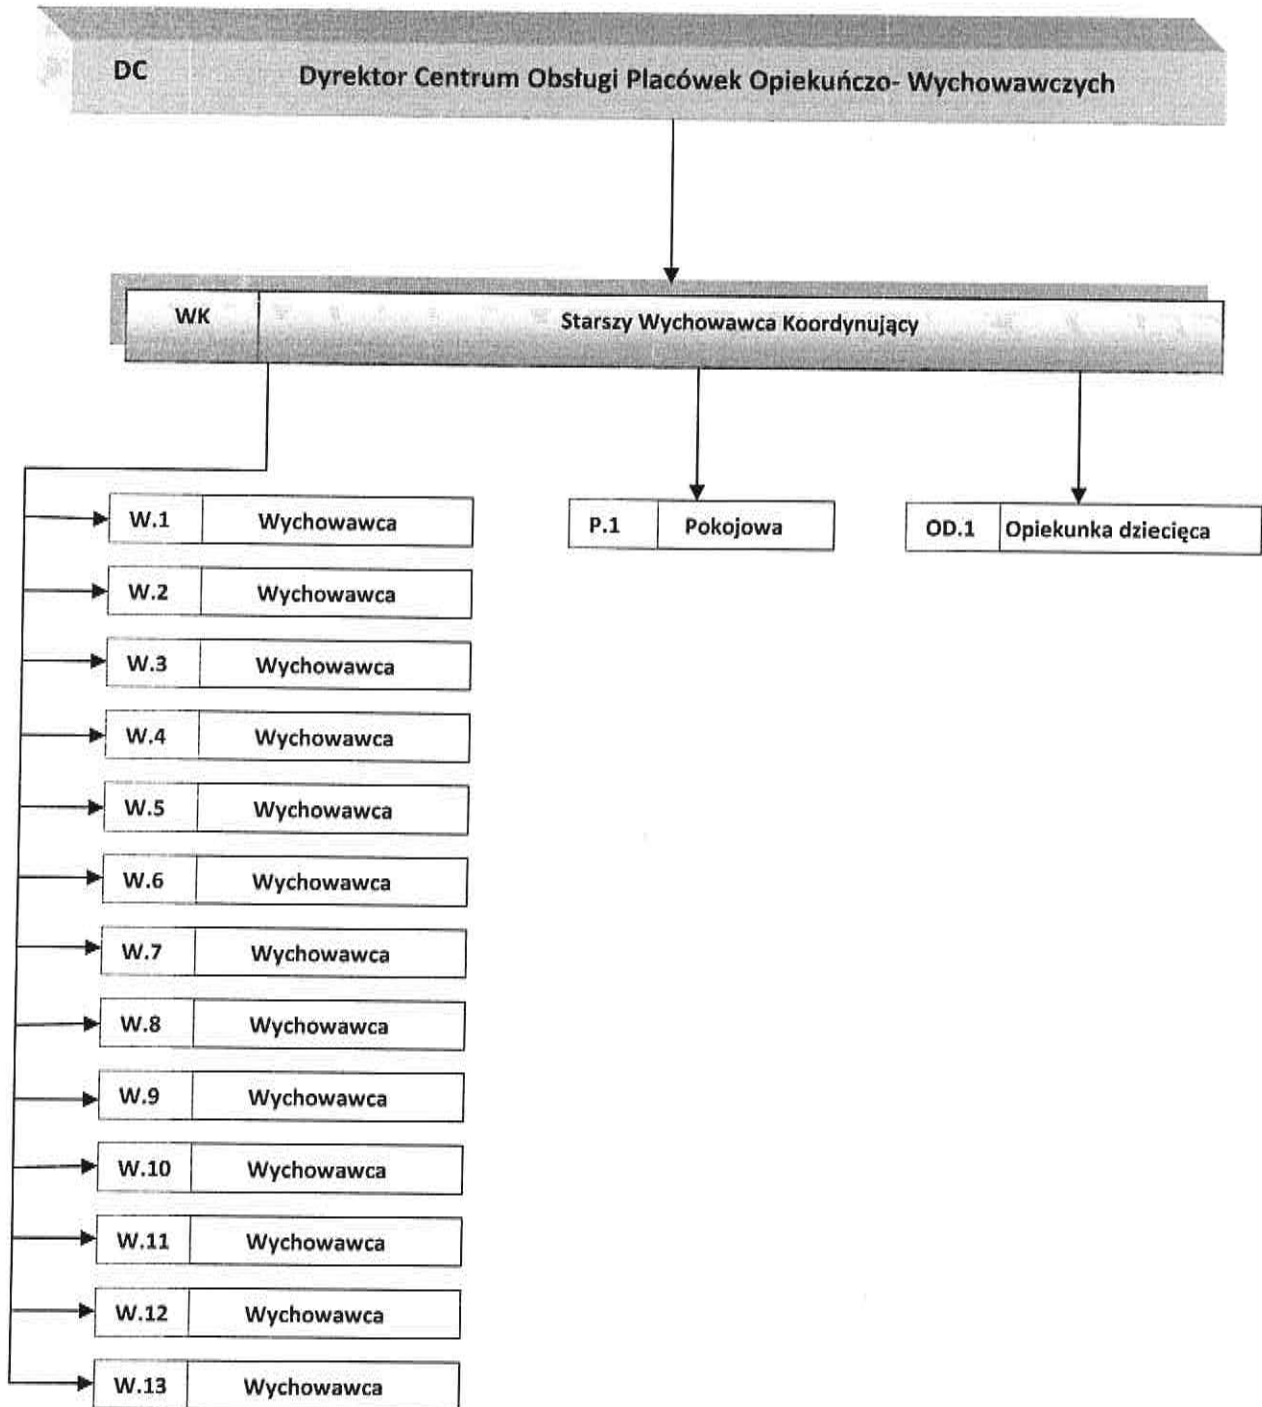 DC Dyrektor Centrum Obsługi Placówek Opiekuńczo- Wychowawczych
WK Starszy Wychowawca Koordynujący
W.1 Wychowawca
P.1 Pokojowa
OD.1 Opiekunka dziecięca
W.2 Wychowawca
W.3 Wychowawca
W.4 Wychowawca
W.5 Wychowawca
W.6 Wychowawca
W.7 Wychowawca
W.8 Wychowawca
W.9 Wychowawca
W.10 Wychowawca
W.11 Wychowawca
W.12 Wychowawca
W.13 Wychowawca